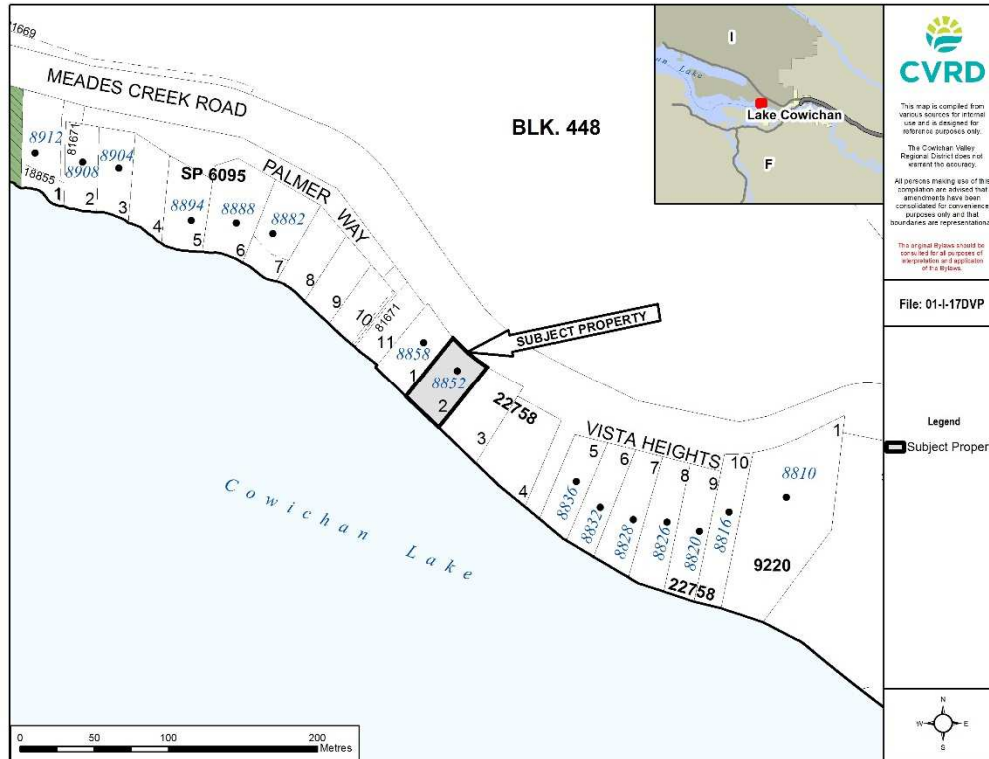 81669
MEADES CREEK ROAD
BLK. 448
8912
8908
81671
8904
18855
1
2
3
SP 6095
PALMER WAY
4
8894
5
8888
6
8882
7
8
9
10
81671
11
8858
1
SUBJECT PROPERTY
8852
2
22758
3
4
VISTA HEIGHTS
5
6
7
8
9
10
1
8836
8832
8828
8826
8820
8816
8810
22758
9220
Cowichan Lake
0 50 100 200
Metres
I
Lake
Lake Cowichan
F
CVRD
This map is compiled from
various sources for internal
use and is designed for
reference purposes only.
The Cowichan Valley
Regional District does not
warrant the accuracy.
All persons making use of this
compilation are advised that
amendments have been
consolidated for convenience
purposes only and that
boundaries are representational.
The original Bylaws should be
consulted for all purposes of
interpretation and application
of the Bylaws.
File: 01-I-17DVP
Legend
Subject Proper
N
W E
S